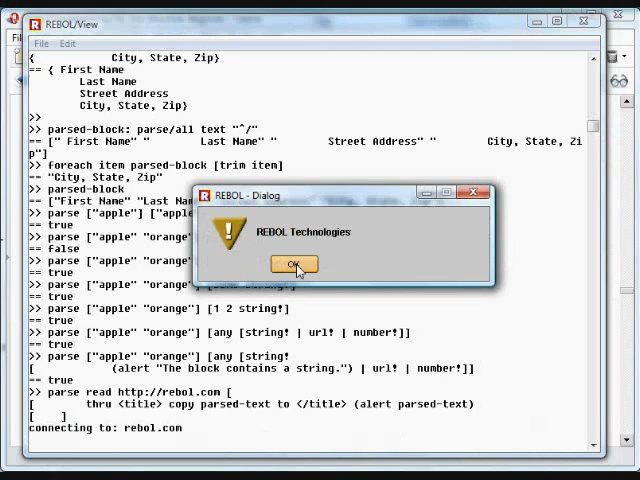 REBOL/View
File Edit
{ City, State, Zip}
== { First Name
Last Name
Street Address
City, State, Zip}
>>
>> parsed-block: parse/all text "^/"
== [" First Name" " Last Name" " Street Address" " City, State, Zi
p"]
>> foreach item parsed-block [trim item]
== "City, State, Zip"
>> parsed-block
== ["First Name" "Last Name"
>> parse ["apple"] ["apple
== true
>> parse ["apple" "orange"
== false
>> parse ["apple" "orange"
== true
>> parse ["apple" "orange"]
== true
>> parse ["apple" "orange"] [1 2 string!]
== true
>> parse ["apple" "orange"] [any [string! | url! | number!]]
== true
>> parse ["apple" "orange"] [any [string!
[ (alert "The block contains a string.") | url! | number!]]
== true
>> parse read http://rebol.com [
[ thru <title> copy parsed-text to </title> (alert parsed-text)
[ ]
connecting to: rebol.com
REBOL - Dialog
REBOL Technologies
OK